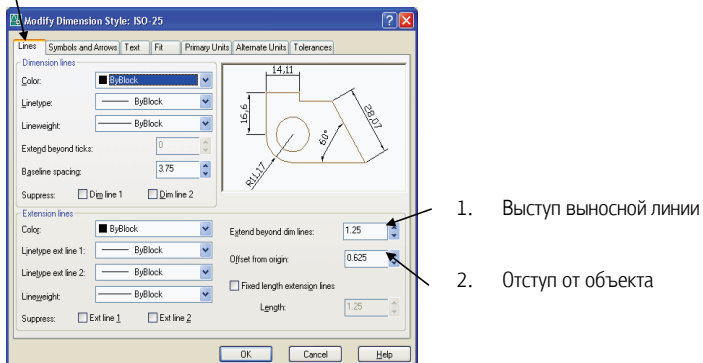 Modify Dimension Style: ISO-25
Lines Symbols and Arrows Text Fit Primary Units Alternate Units Tolerances
Dimension lines
Color: ByBlock
Linetype: ByBlock
Lineweight: ByBlock
Extend beyond ticks: 0
Baseline spacing: 3.75
Suppress: Dim line 1 Dim line 2
14,11
16,6
28,07
60°
R11,17
Extension lines
Color: ByBlock
Linetype ext line 1: ByBlock
Linetype ext line 2: ByBlock
Lineweight: ByBlock
Suppress: Ext line 1 Ext line 2
Extend beyond dim lines: 1.25
Offset from origin: 0.625
Fixed length extension lines
Length: 1.25
OK Cancel Help
1. Выступ выносной линии
2. Отступ от объекта